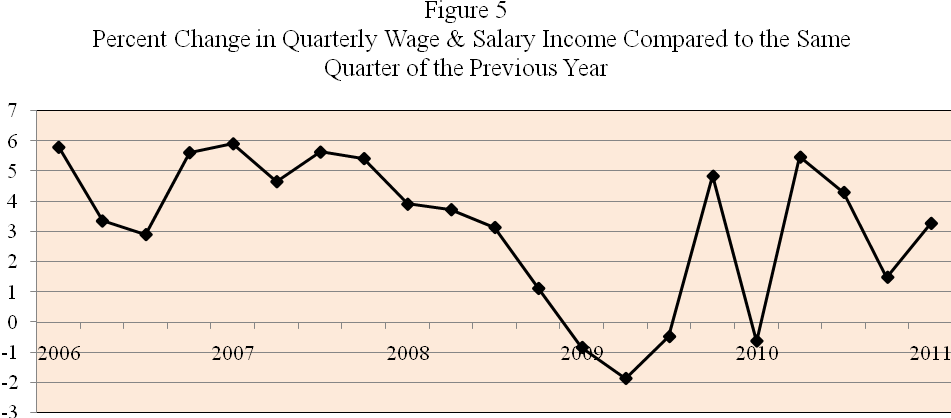 Figure 5
Percent Change in Quarterly Wage & Salary Income Compared to the Same
Quarter of the Previous Year
7
6
5
4
3
2
1
0
-1
-2
-3
2006 2007 2008 2009 2010 2011